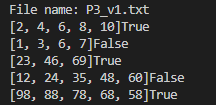 File name: P3_v1.txt
[2, 4, 6, 8, 10]True
[1, 3, 6, 7]False
[23, 46, 69]True
[12, 24, 35, 48, 60]False
[98, 88, 78, 68, 58]True